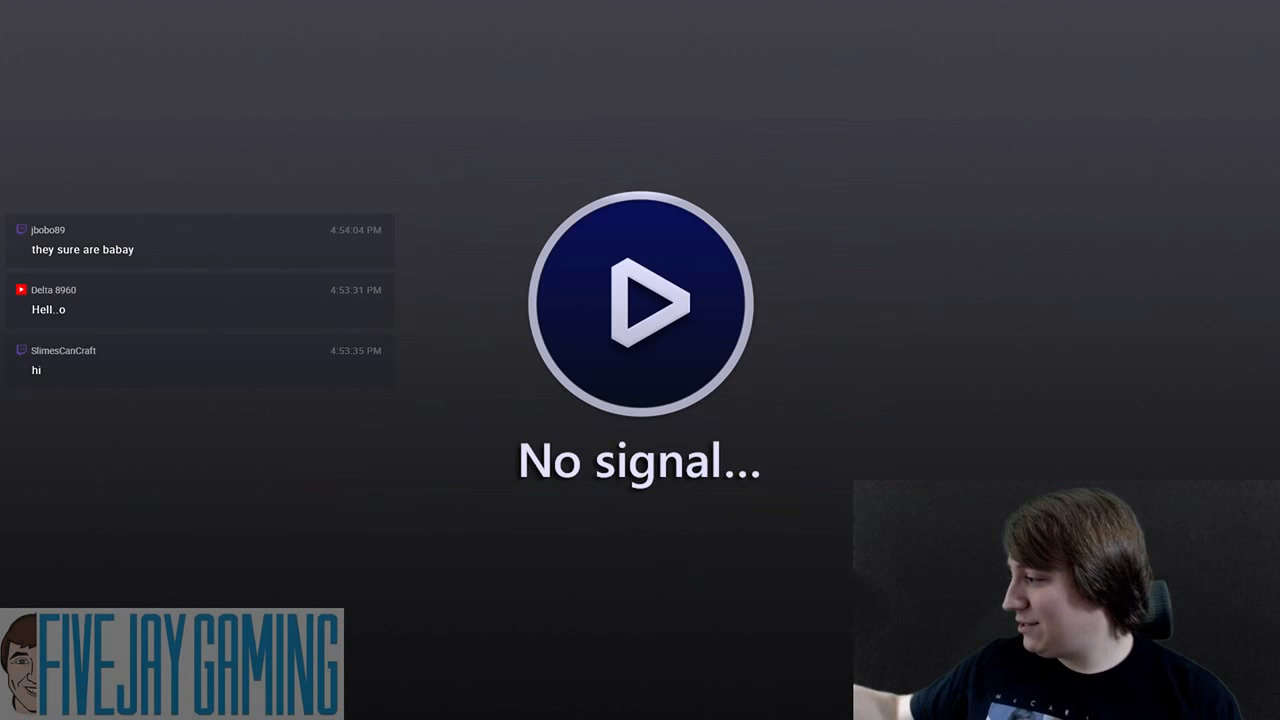 jbobo89 4:54:04 PM
they sure are babay
Delta 8960 4:53:31 PM
Hell..o
SlimesCanCraft 4:53:35 PM
hi
No signal...
FIVEJAY GAMING